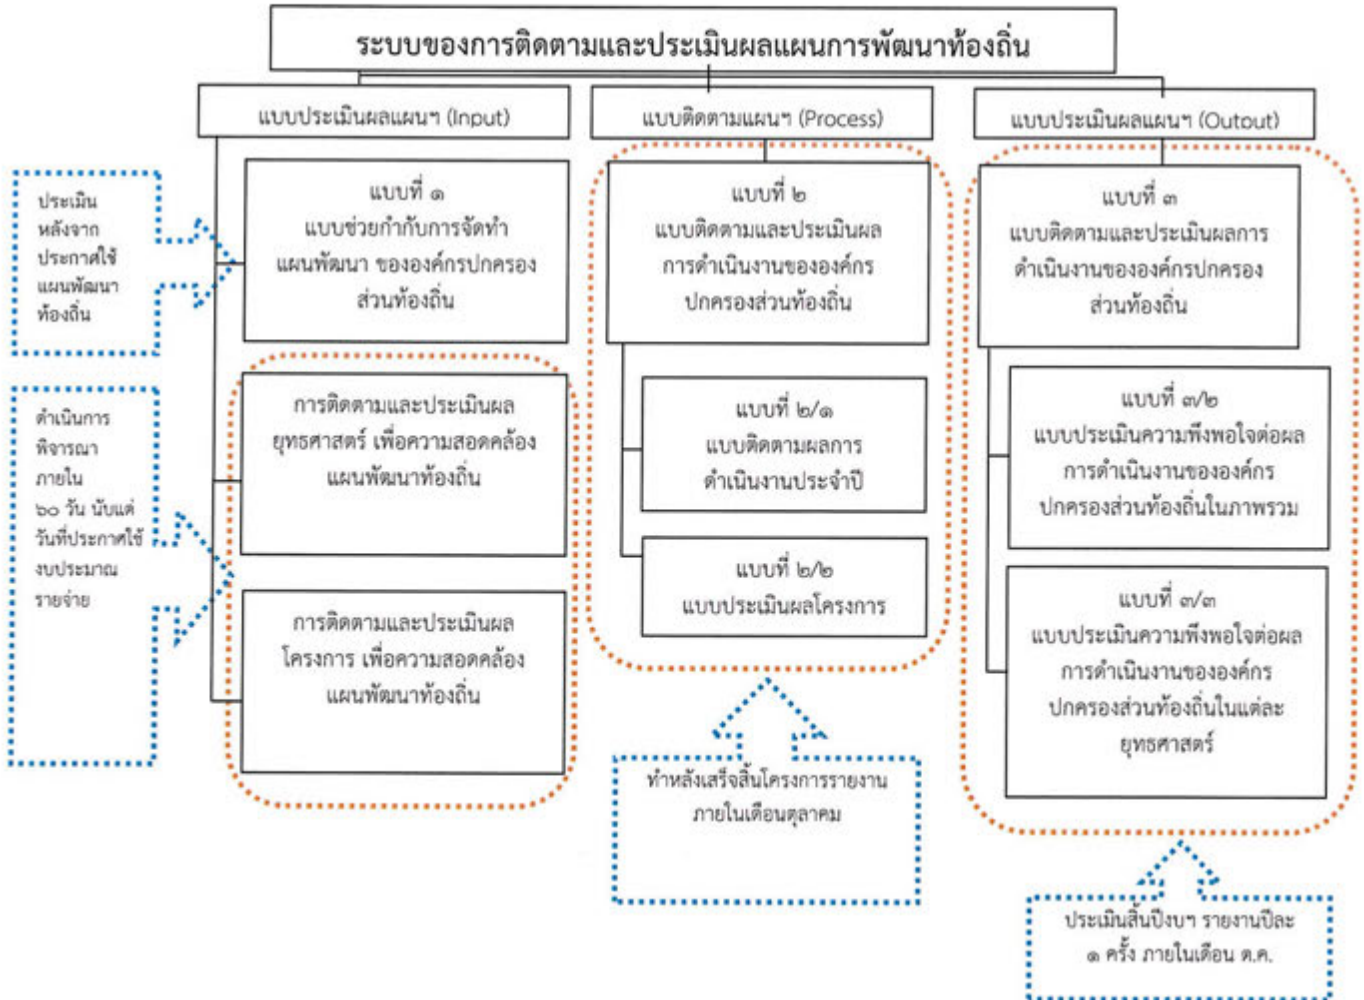 ระบบของการติดตามและประเมินผลแผนการพัฒนาท้องถิ่น
แบบประเมินผลแผนฯ (Input)
แบบติดตามแผนฯ (Process)
แบบประเมินผลแผนฯ (Output)
ประเมิน
หลังจาก
ประกาศใช้
แผนพัฒนา
ท้องถิ่น
แบบที่ ๑
แบบช่วยกำกับการจัดทำ
แผนพัฒนา ขององค์กรปกครอง
ส่วนท้องถิ่น
ดำเนินการ
พิจารณา
ภายใน
๖๐ วัน นับแต่
วันที่ประกาศใช้
งบประมาณ
รายจ่าย
การติดตามและประเมินผล
ยุทธศาสตร์ เพื่อความสอดคล้อง
แผนพัฒนาท้องถิ่น
การติดตามและประเมินผล
โครงการ เพื่อความสอดคล้อง
แผนพัฒนาท้องถิ่น
แบบที่ ๒
แบบติดตามและประเมินผล
การดำเนินงานขององค์กร
ปกครองส่วนท้องถิ่น
แบบที่ ๒/๑
แบบติดตามผลการ
ดำเนินงานประจำปี
แบบที่ ๒/๒
แบบประเมินผลโครงการ
ทำหลังเสร็จสิ้นโครงการรายงาน
ภายในเดือนตุลาคม
แบบที่ ๓
แบบติดตามและประเมินผลการ
ดำเนินงานขององค์กรปกครอง
ส่วนท้องถิ่น
แบบที่ ๓/๒
แบบประเมินความพึงพอใจต่อผล
การดำเนินงานขององค์กร
ปกครองส่วนท้องถิ่นในภาพรวม
แบบที่ ๓/๓
แบบประเมินความพึงพอใจต่อผล
การดำเนินงานขององค์กร
ปกครองส่วนท้องถิ่นในแต่ละ
ยุทธศาสตร์
ประเมินสิ้นปีงบฯ รายงานปีละ
๑ ครั้ง ภายในเดือน ต.ค.